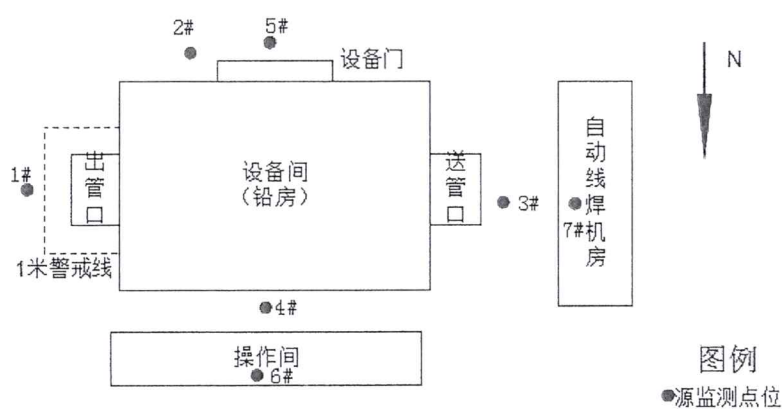 2#
5#
设备门
N
1#
出管口
设备间
（铅房）
送管口
3#
自动线焊机房
7#
1米警戒线
4#
操作间
6#
图例
源监测点位